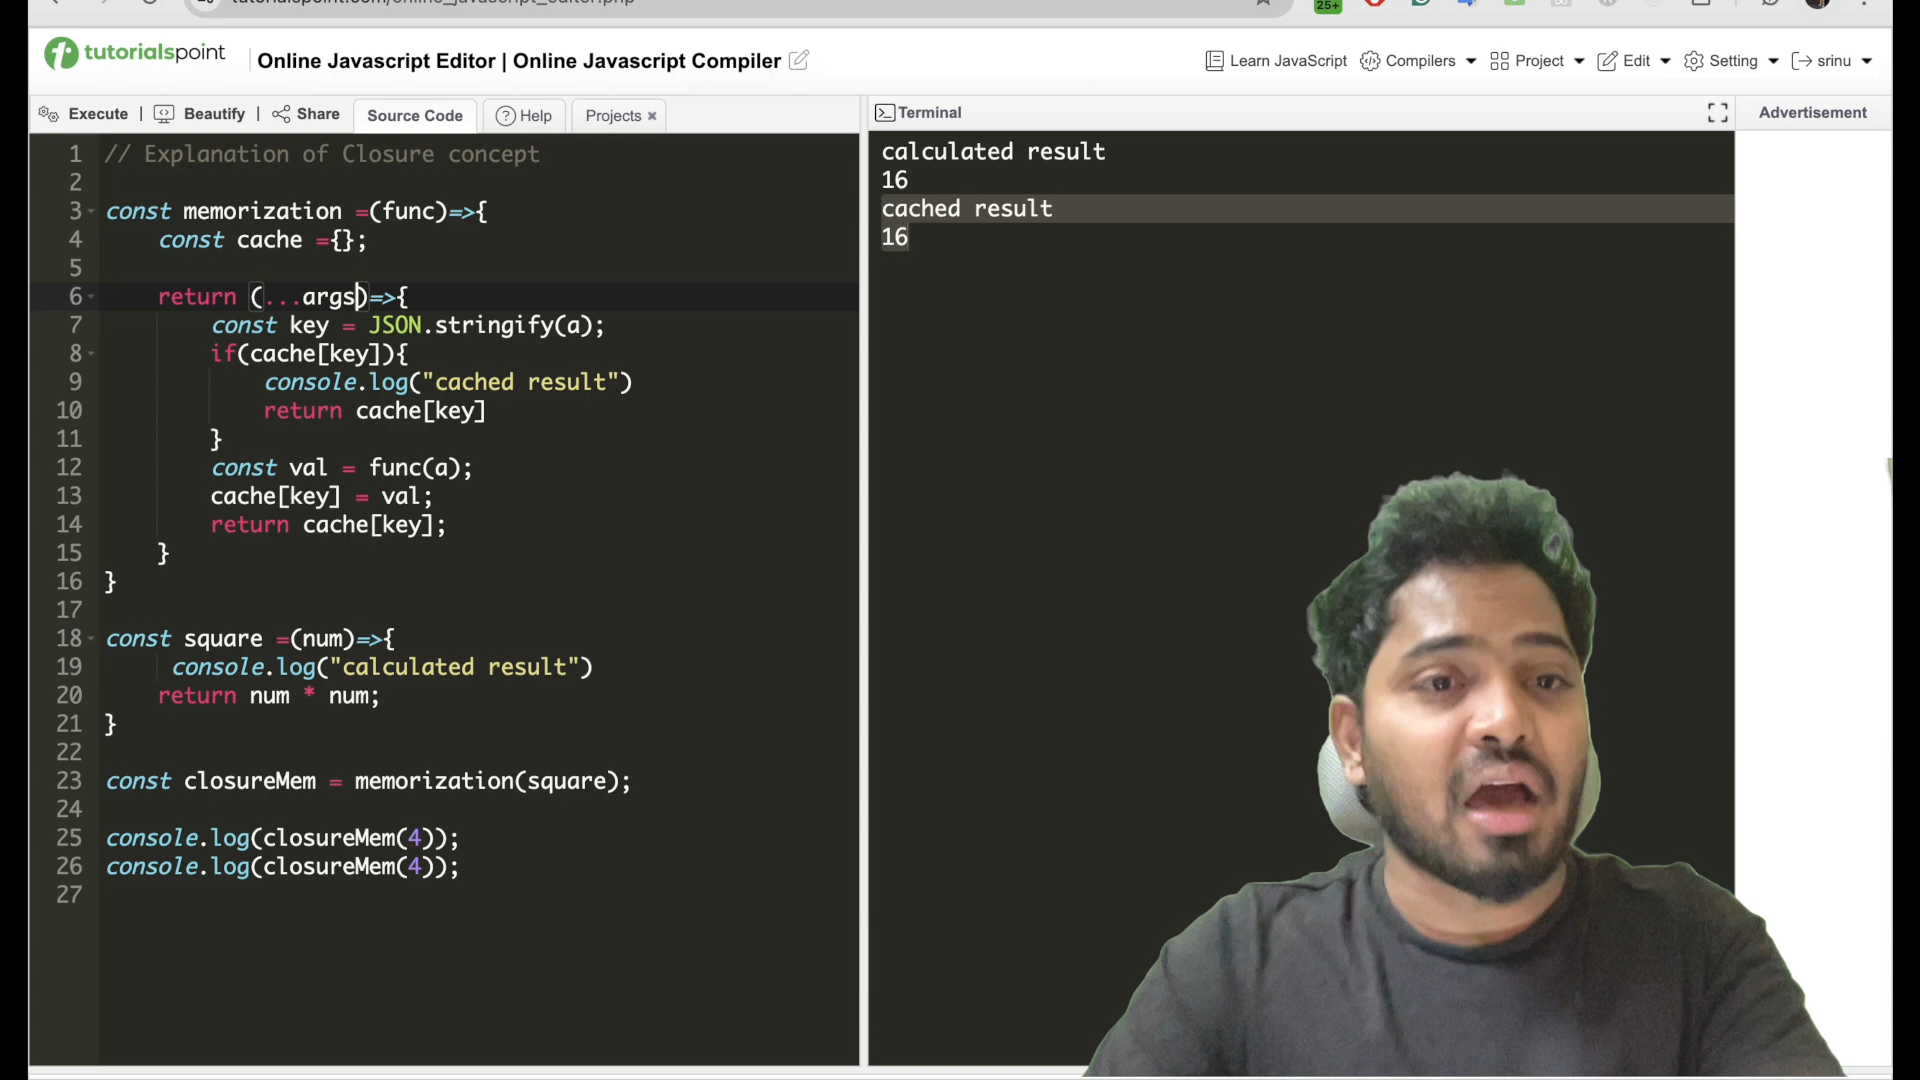 25+
tutorialspoint
Online Javascript Editor | Online Javascript Compiler
Learn JavaScript
Compilers
Project
Edit
Setting
srinu
Execute | Beautify | Share
Source Code
Help
Projects ×
Terminal
Advertisement
1 // Explanation of Closure concept
2
3 const memorization =(func)=>{
4 const cache ={};
5
6 return (...args)=>{
7 const key = JSON.stringify(a);
8 if(cache[key]){
9 console.log("cached result")
10 return cache[key]
11 }
12 const val = func(a);
13 cache[key] = val;
14 return cache[key];
15 }
16 }
17
18 const square =(num)=>{
19 console.log("calculated result")
20 return num * num;
21 }
22
23 const closureMem = memorization(square);
24
25 console.log(closureMem(4));
26 console.log(closureMem(4));
27
calculated result
16
cached result
16